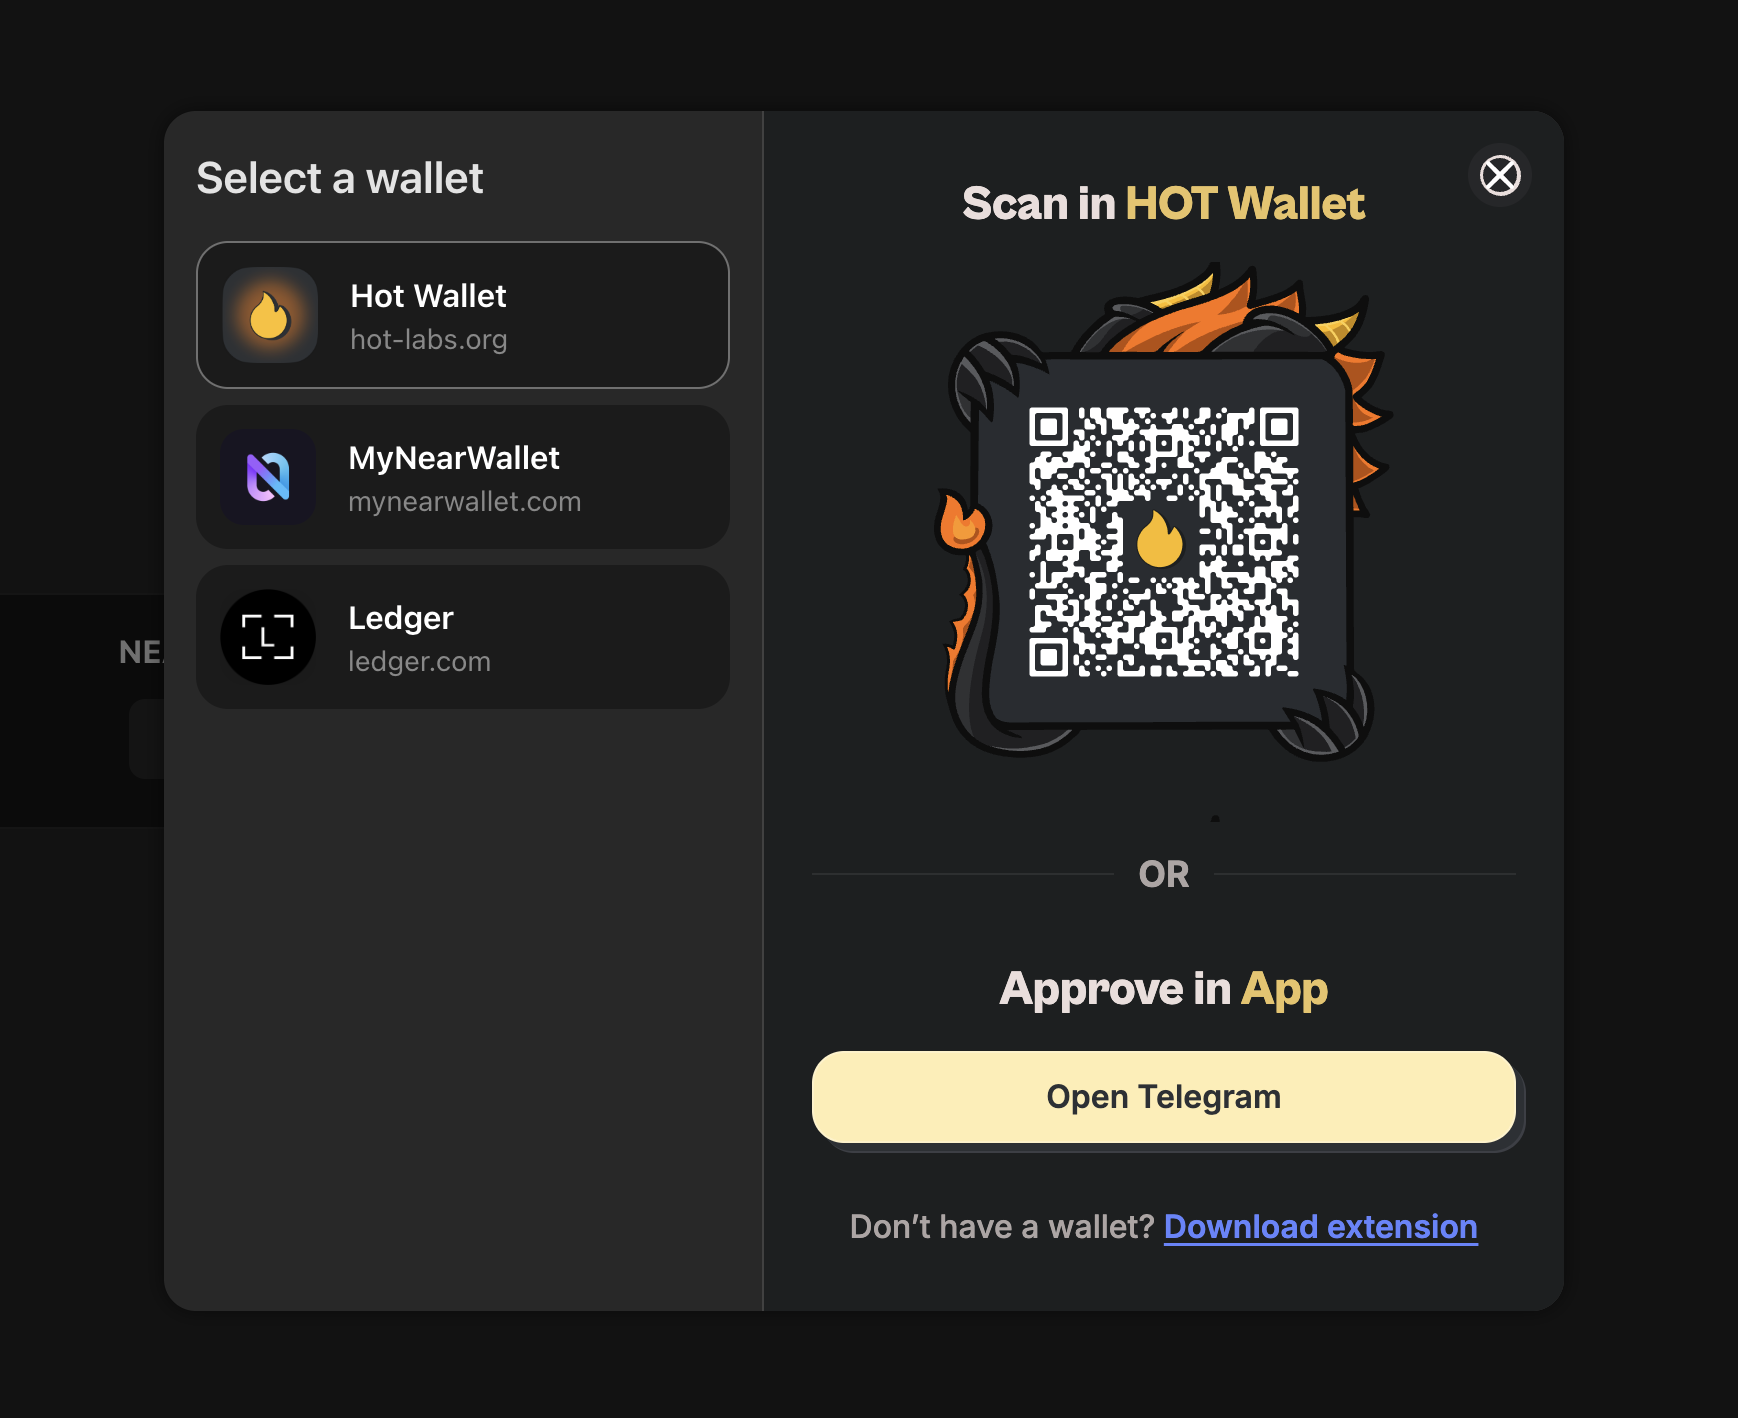 Select a wallet
Hot Wallet
hot-labs.org
MyNearWallet
mynearwallet.com
Ledger
ledger.com
NEA
Scan in HOT Wallet
OR
Approve in App
Open Telegram
Don’t have a wallet? Download extension